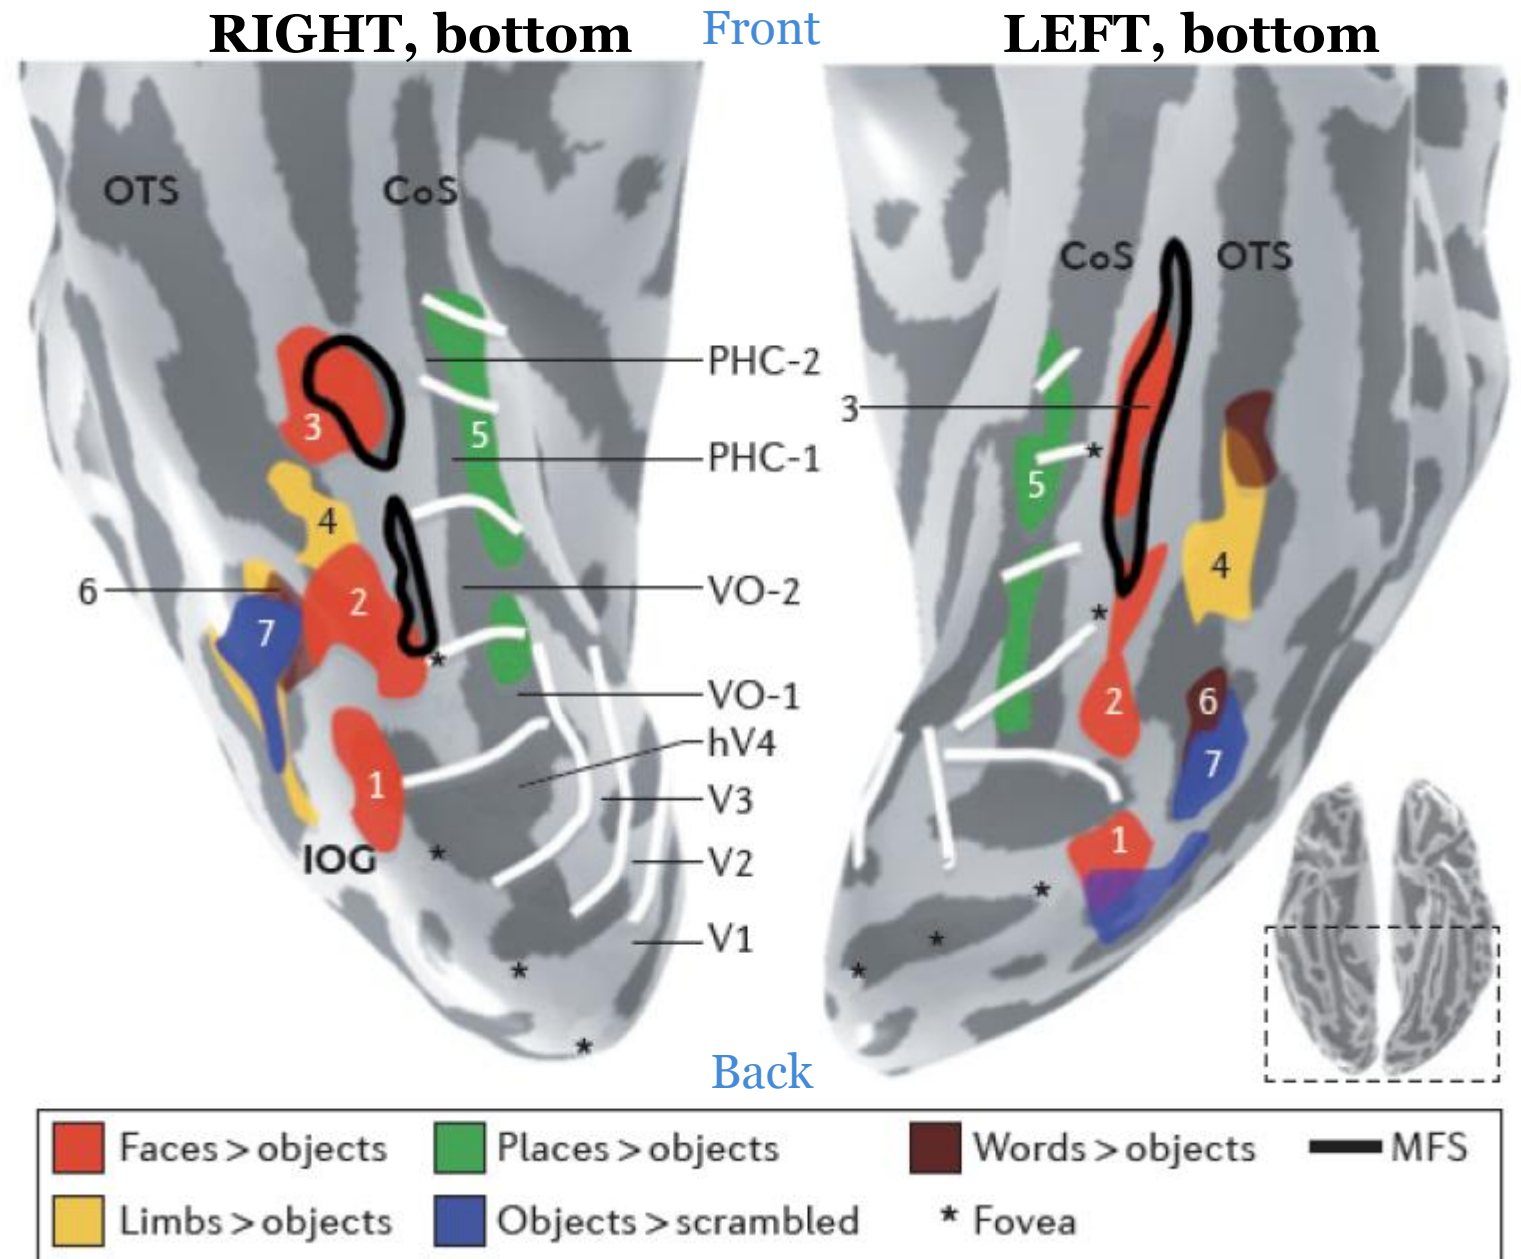 RIGHT, bottom
Front
LEFT, bottom
OTS
CoS
CoS
OTS
PHC-2
3
3
5
PHC-1
5
4
4
6
2
VO-2
7
VO-1
2
6
hV4
7
1
V3
1
IOG
V2
V1
*
*
*
*
*
*
*
*
*
Back
Faces > objects
Places > objects
Words > objects
MFS
Limbs > objects
Objects > scrambled
* Fovea